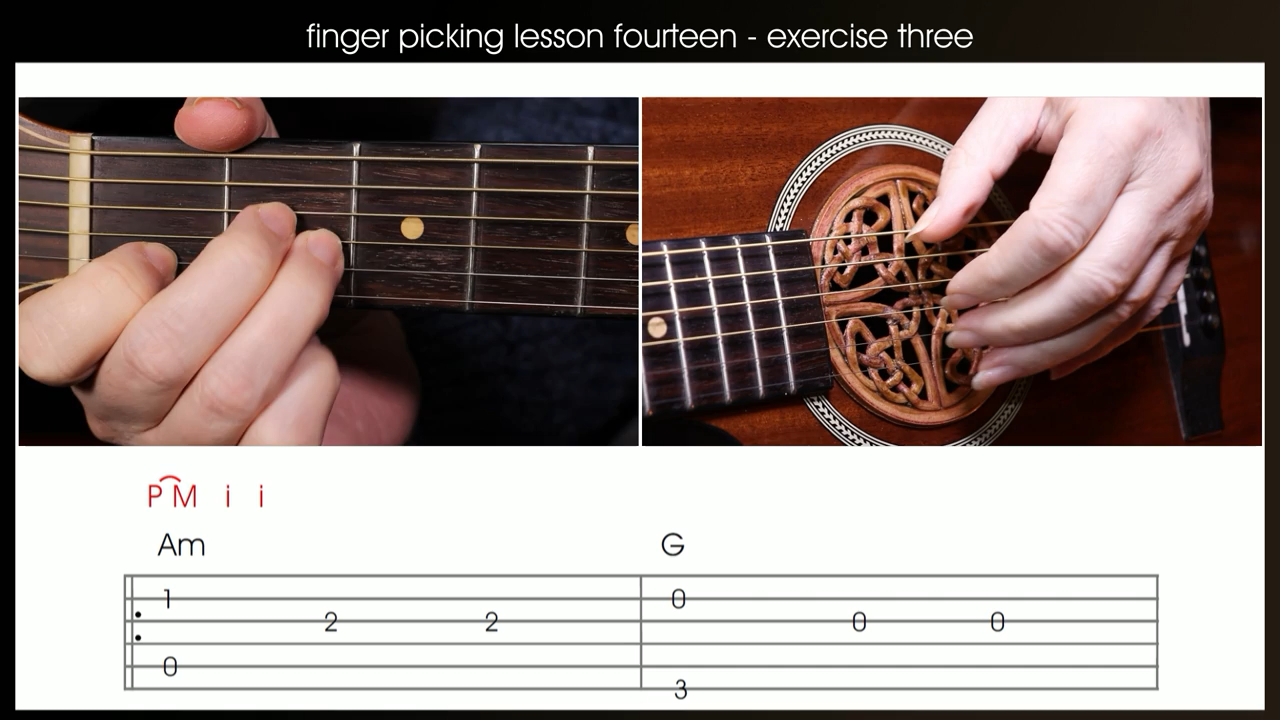 finger picking lesson fourteen - exercise three
P M i i
Am G
1 0
2 2 0 0
0
3